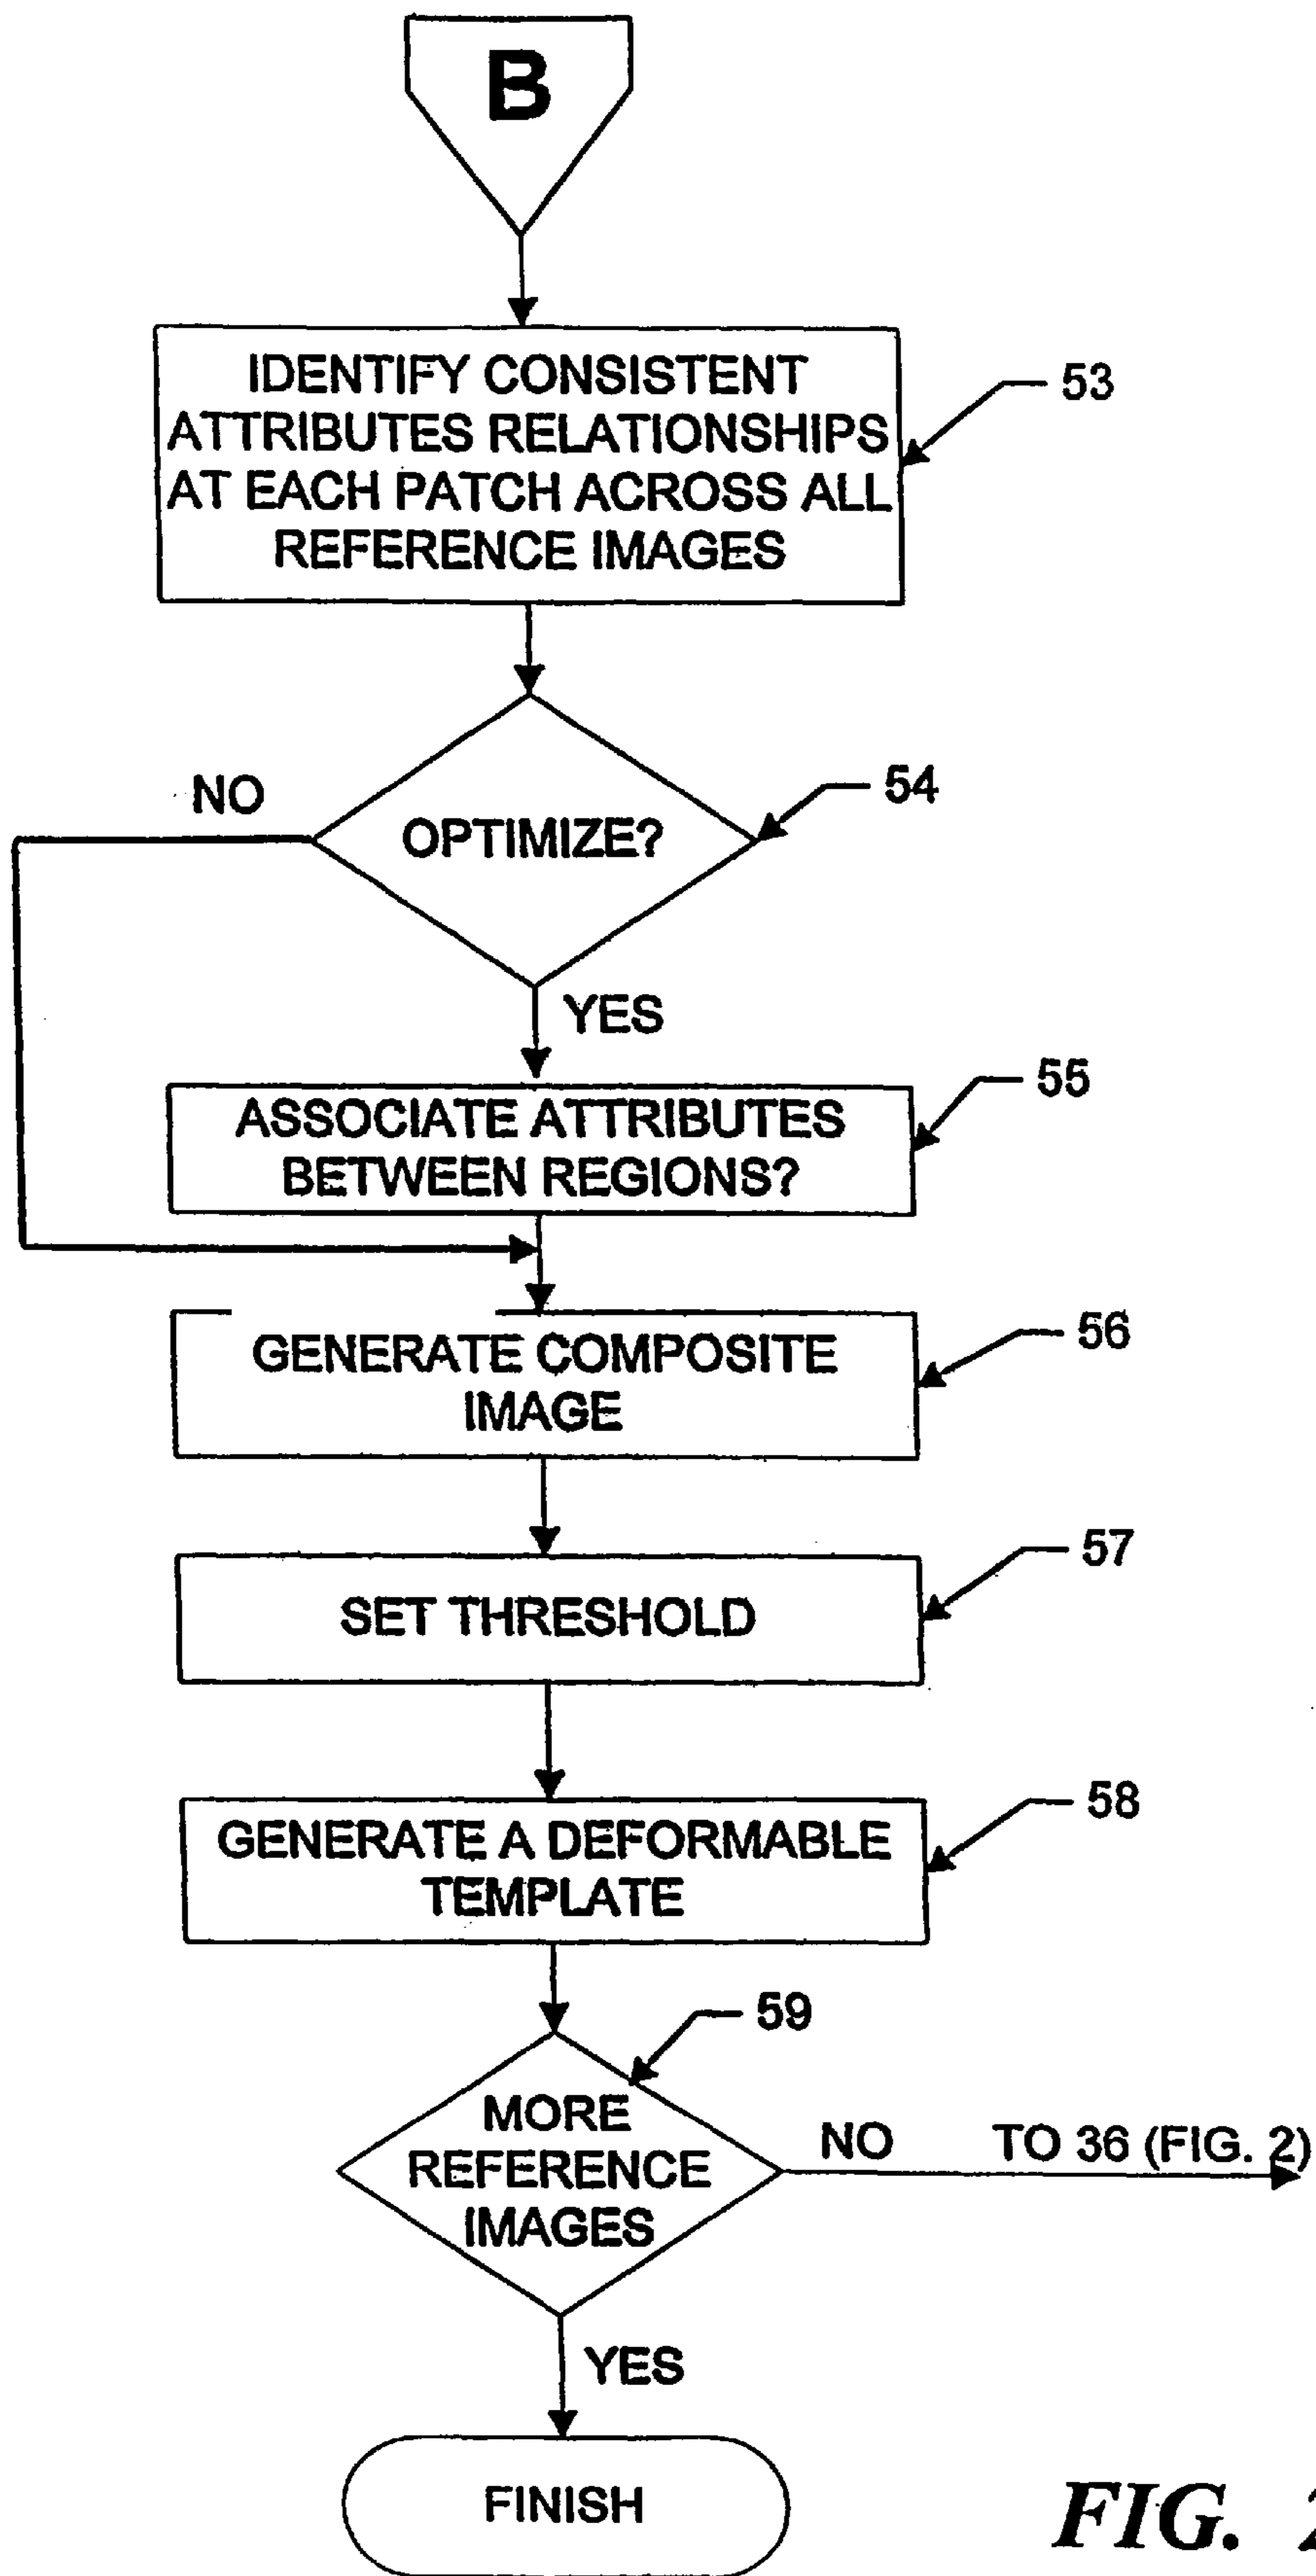 B
IDENTIFY CONSISTENT
ATTRIBUTES RELATIONSHIPS
AT EACH PATCH ACROSS ALL
REFERENCE IMAGES
53
NO
OPTIMIZE?
54
YES
ASSOCIATE ATTRIBUTES
BETWEEN REGIONS?
55
GENERATE COMPOSITE
IMAGE
56
SET THRESHOLD
57
GENERATE A DEFORMABLE
TEMPLATE
58
59
MORE
REFERENCE
IMAGES
NO
TO 36 (FIG. 2)
YES
FINISH
FIG.